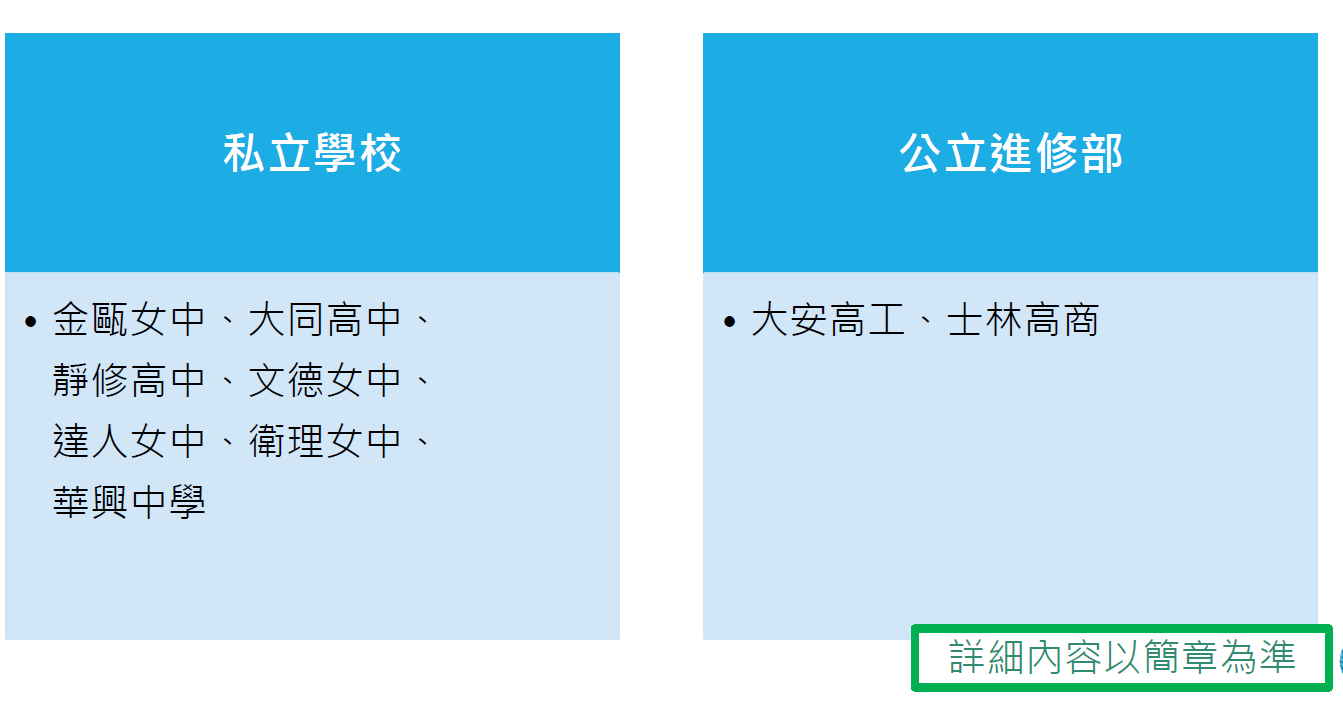 私立學校
• 金甌女中、大同高中、
靜修高中、文德女中、
達人女中、衛理女中、
華興中學
公立進修部
• 大安高工、士林高商
詳細內容以簡章為準